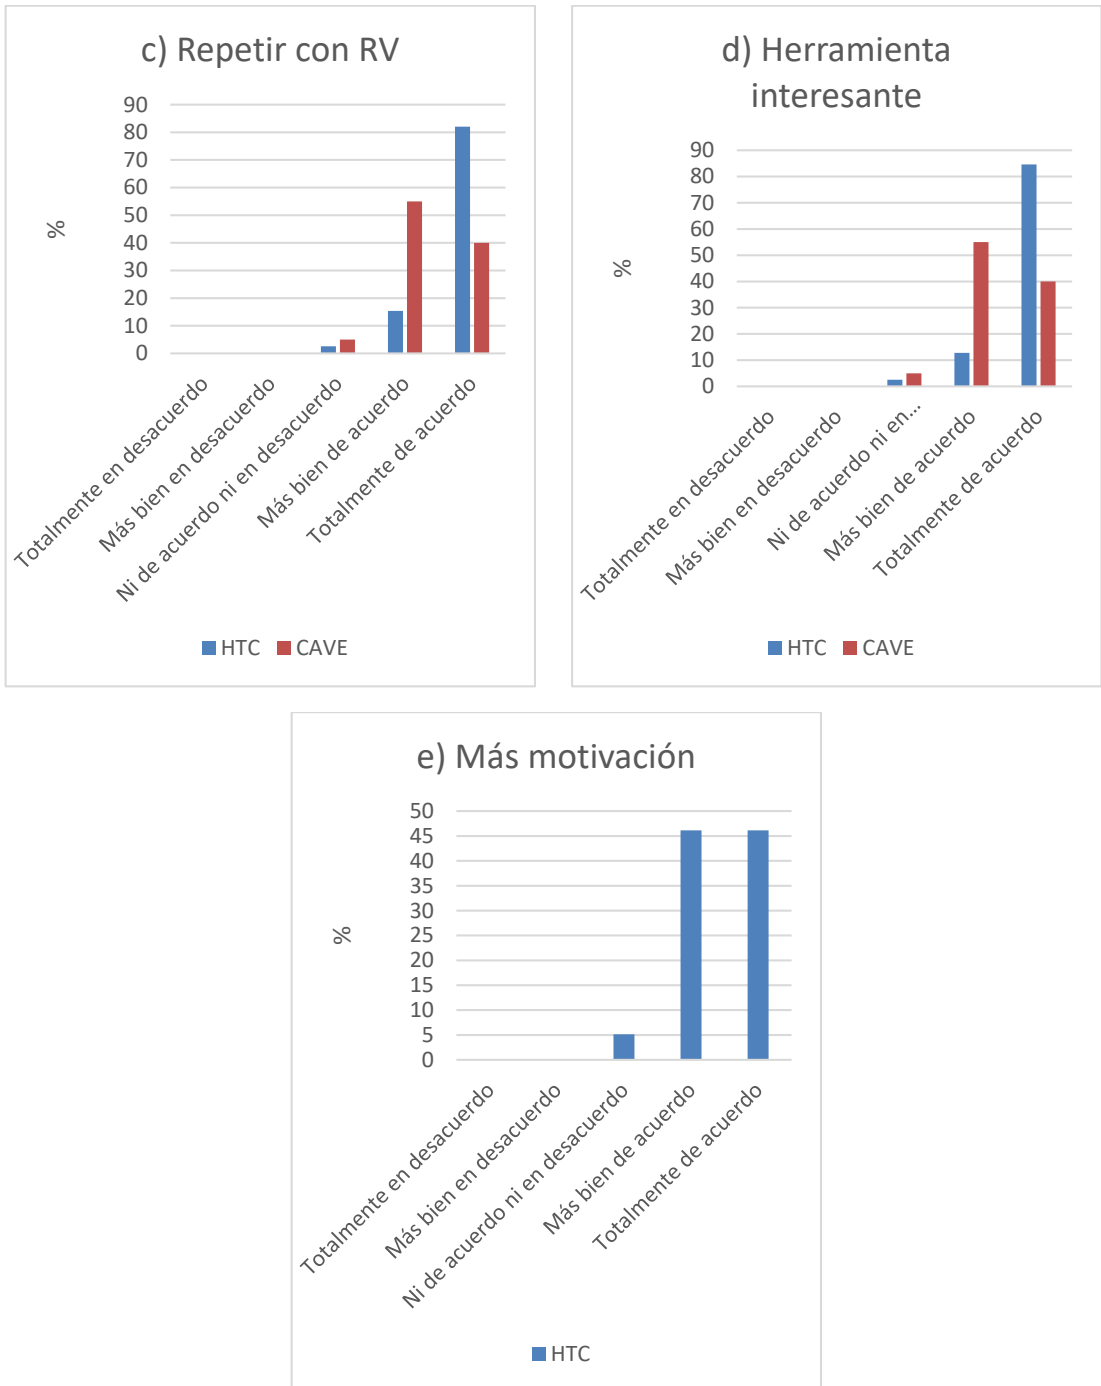 c) Repetir con RV
90
80
70
60
50
40
30
20
10
0
%
Totalmente en desacuerdo
Más bien en desacuerdo
Ni de acuerdo ni en desacuerdo
Más bien de acuerdo
Totalmente de acuerdo
HTC CAVE
d) Herramienta
interesante
90
80
70
60
50
40
30
20
10
0
%
Totalmente en desacuerdo
Más bien en desacuerdo
Ni de acuerdo ni en...
Más bien de acuerdo
Totalmente de acuerdo
HTC CAVE
e) Más motivación
50
45
40
35
30
25
20
15
10
5
0
%
Totalmente en desacuerdo
Más bien en desacuerdo
Ni de acuerdo ni en desacuerdo
Más bien de acuerdo
Totalmente de acuerdo
HTC